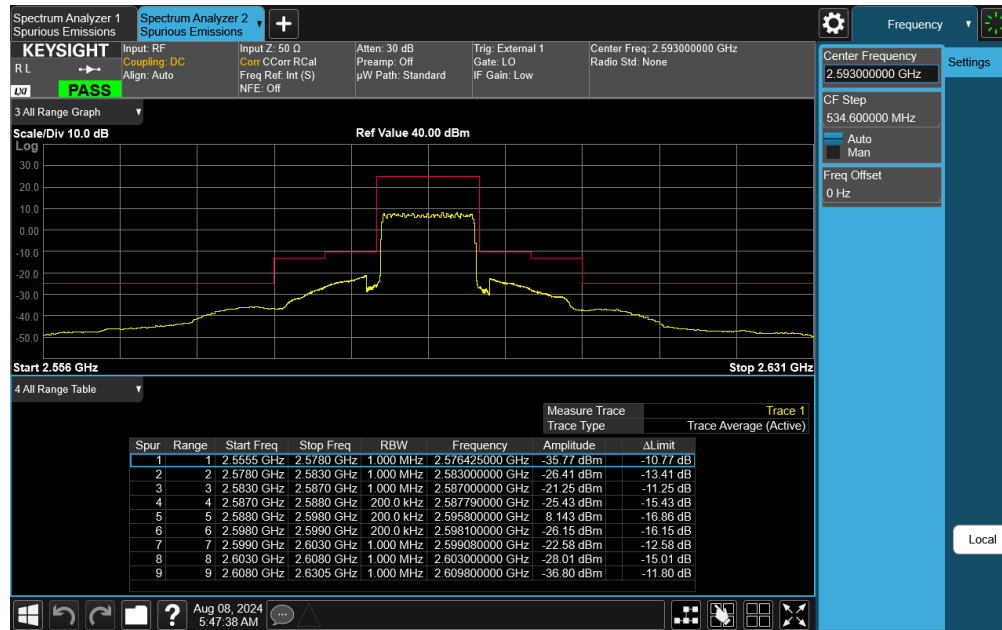 Spectrum Analyzer 1
Spurious Emissions
Spectrum Analyzer 2
Spurious Emissions
Frequency
KEYSIGHT
R L
LXI
PASS
Input: RF
Coupling: DC
Align: Auto
Input Z: 50 Ω
Corr CCorr RCal
Freq Ref: Int (S)
NFE: Off
Atten: 30 dB
Preamp: Off
µW Path: Standard
Trig: External 1
Gate: LO
IF Gain: Low
Center Freq: 2.593000000 GHz
Radio Std: None
Center Frequency
2.593000000 GHz
Settings
CF Step
534.600000 MHz
Auto
Man
Freq Offset
0 Hz
Local
3 All Range Graph
Scale/Div 10.0 dB
Ref Value 40.00 dBm
Log
30.0
20.0
10.0
0.00
-10.0
-20.0
-30.0
-40.0
-50.0
Start 2.556 GHz
Stop 2.631 GHz
4 All Range Table
Measure Trace Trace 1
Trace Type Trace Average (Active)
Spur Range Start Freq Stop Freq RBW Frequency Amplitude ΔLimit
1 1 2.5555 GHz 2.5780 GHz 1.000 MHz 2.576425000 GHz -35.77 dBm -10.77 dB
2 2 2.5780 GHz 2.5830 GHz 1.000 MHz 2.583000000 GHz -26.41 dBm -13.41 dB
3 3 2.5830 GHz 2.5870 GHz 1.000 MHz 2.587000000 GHz -21.25 dBm -11.25 dB
4 4 2.5870 GHz 2.5880 GHz 200.0 kHz 2.587790000 GHz -25.43 dBm -15.43 dB
5 5 2.5880 GHz 2.5980 GHz 200.0 kHz 2.595800000 GHz 8.143 dBm -16.86 dB
6 6 2.5980 GHz 2.5990 GHz 200.0 kHz 2.598100000 GHz -26.15 dBm -16.15 dB
7 7 2.5990 GHz 2.6030 GHz 1.000 MHz 2.599080000 GHz -22.58 dBm -12.58 dB
8 8 2.6030 GHz 2.6080 GHz 1.000 MHz 2.603000000 GHz -28.01 dBm -15.01 dB
9 9 2.6080 GHz 2.6305 GHz 1.000 MHz 2.609800000 GHz -36.80 dBm -11.80 dB
Aug 08, 2024
5:47:38 AM